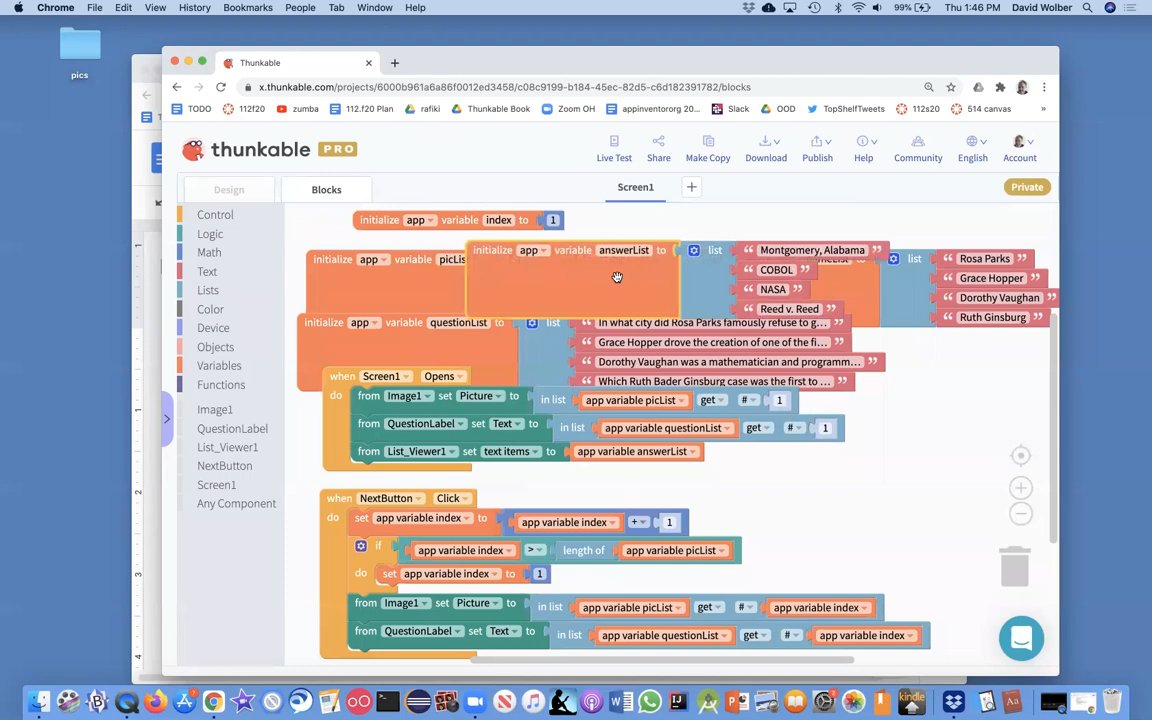 Chrome File Edit View History Bookmarks People Tab Window Help 99% Thu 1:46 PM David Wolber
pics
Thunkable
x.thunkable.com/projects/6000b961a6a86f0012ed3458/c08c9199-b184-45ec-82d5-c6d182391782/blocks
TODO 112f20 zumba 112.f20 Plan rafiki Thunkable Book Zoom OH appinventororg 20... Slack OOD TopShelfTweets 112s20 514 canvas »
thunkable PRO
Live Test Share Make Copy Download Publish Help Community English Account
Design Blocks Screen1 Private
Control
Logic
Math
Text
Lists
Color
Device
Objects
Variables
Functions
Image1
QuestionLabel
List_Viewer1
NextButton
Screen1
Any Component
initialize app variable index to 1
initialize app variable picLis
initialize app variable answerList to list “ Montgomery, Alabama ”
“ COBOL ”
“ NASA ”
“ Reed v. Reed ”
list “ Rosa Parks ”
“ Grace Hopper ”
“ Dorothy Vaughan ”
“ Ruth Ginsburg ”
initialize app variable questionList to list “ In what city did Rosa Parks famously refuse to g... ”
“ Grace Hopper drove the creation of one of the fi... ”
“ Dorothy Vaughan was a mathematician and programm... ”
“ Which Ruth Bader Ginsburg case was the first to ... ”
when Screen1 Opens
do from Image1 set Picture to in list app variable picList get # 1
from QuestionLabel set Text to in list app variable questionList get # 1
from List_Viewer1 set text items to app variable answerList
when NextButton Click
do set app variable index to app variable index + 1
if app variable index > length of app variable picList
do set app variable index to 1
from Image1 set Picture to in list app variable picList get # app variable index
from QuestionLabel set Text to in list app variable questionList get # app variable index